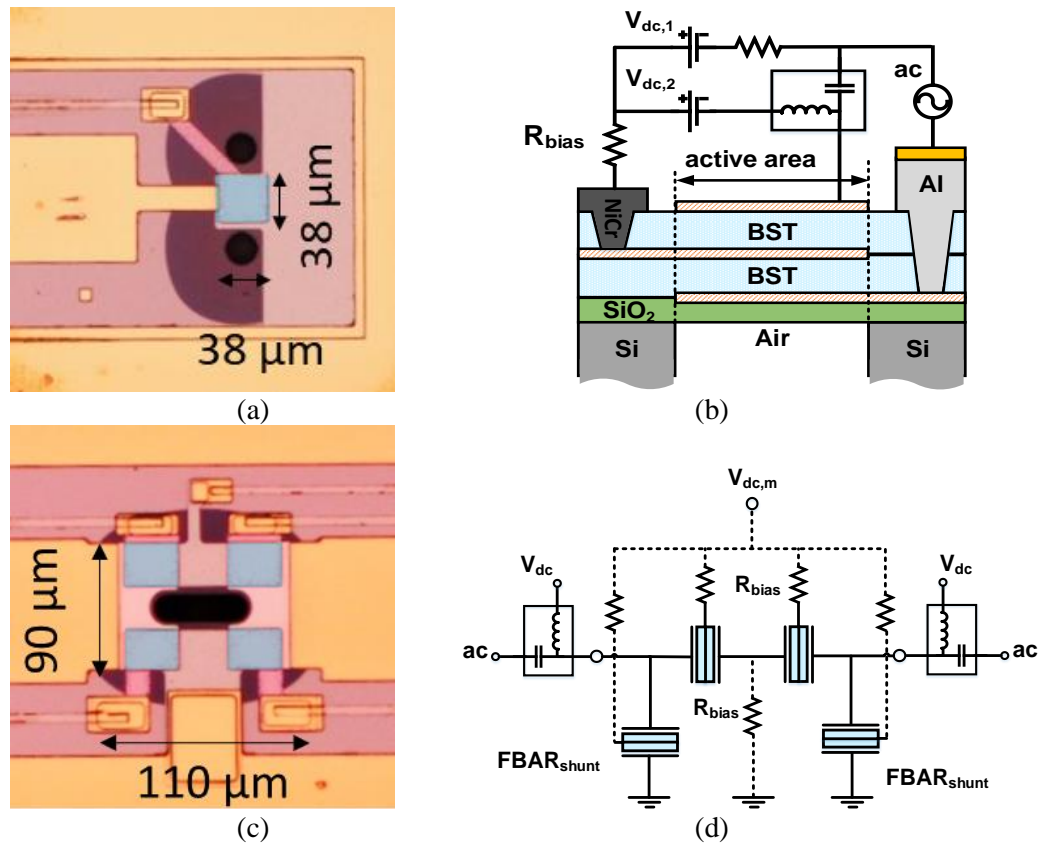 38 µm
38 µm
(a)
V_dc,1
V_dc,2
ac
R_bias
active area
NiCr
Al
BST
BST
SiO₂
Air
Si
Si
(b)
90 µm
110 µm
(c)
V_dc,m
V_dc
V_dc
R_bias
ac
ac
R_bias
FBAR_shunt
FBAR_shunt
(d)